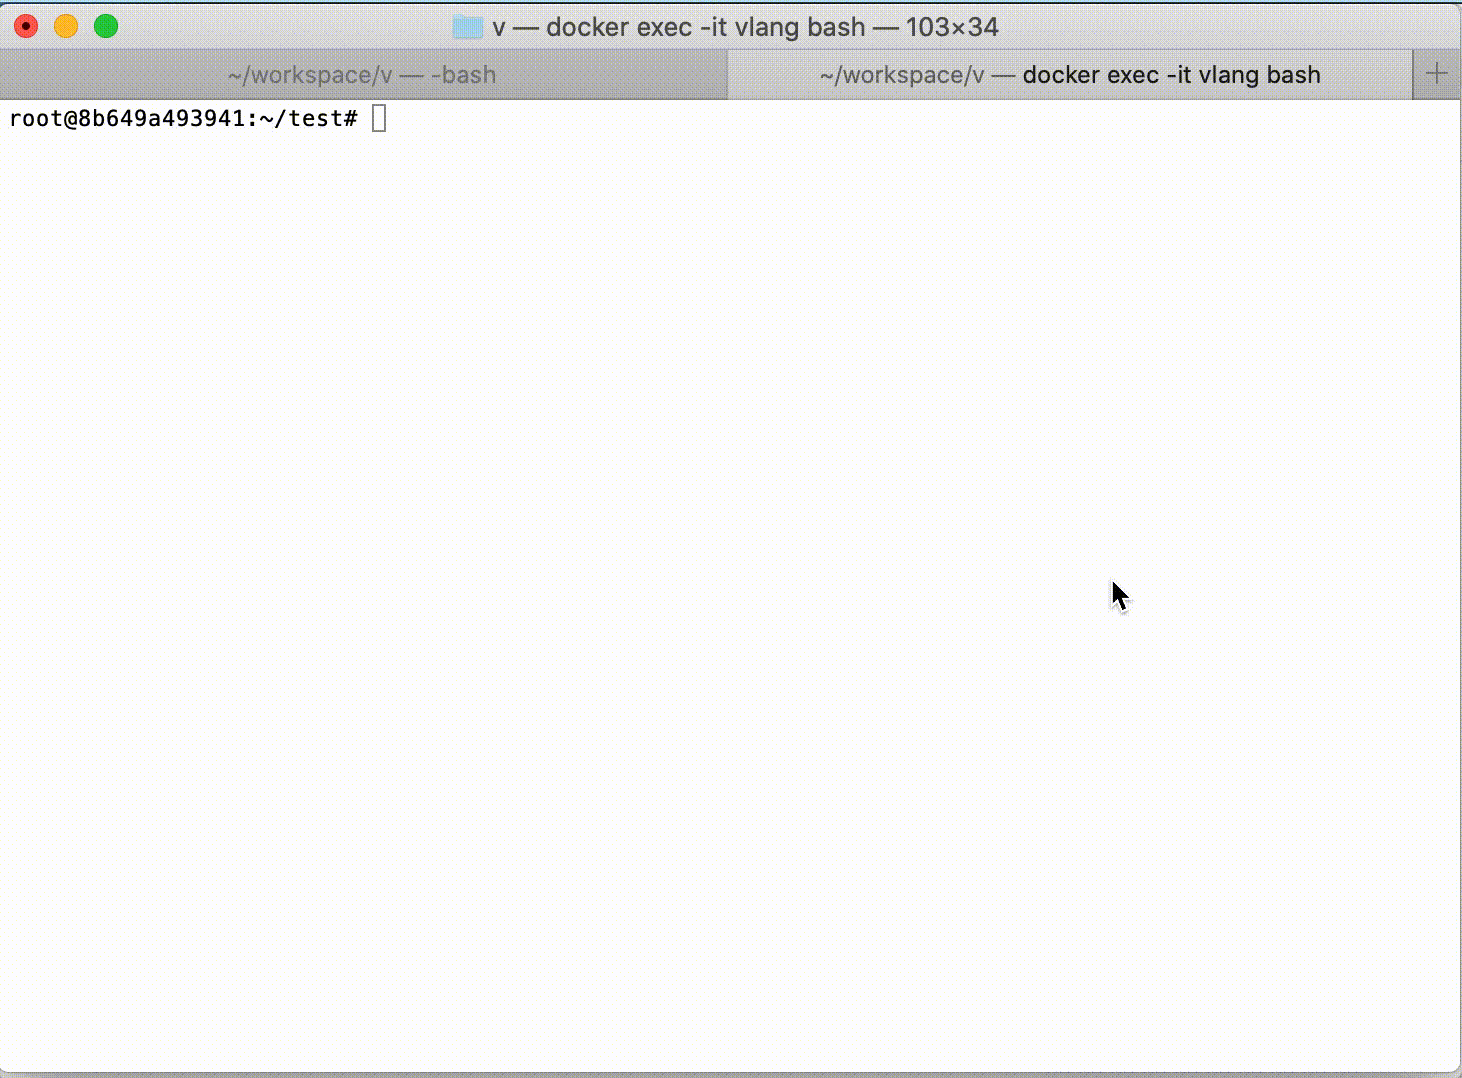 v — docker exec -it vlang bash — 103×34
~/workspace/v — -bash
~/workspace/v — docker exec -it vlang bash
root@8b649a493941:~/test#